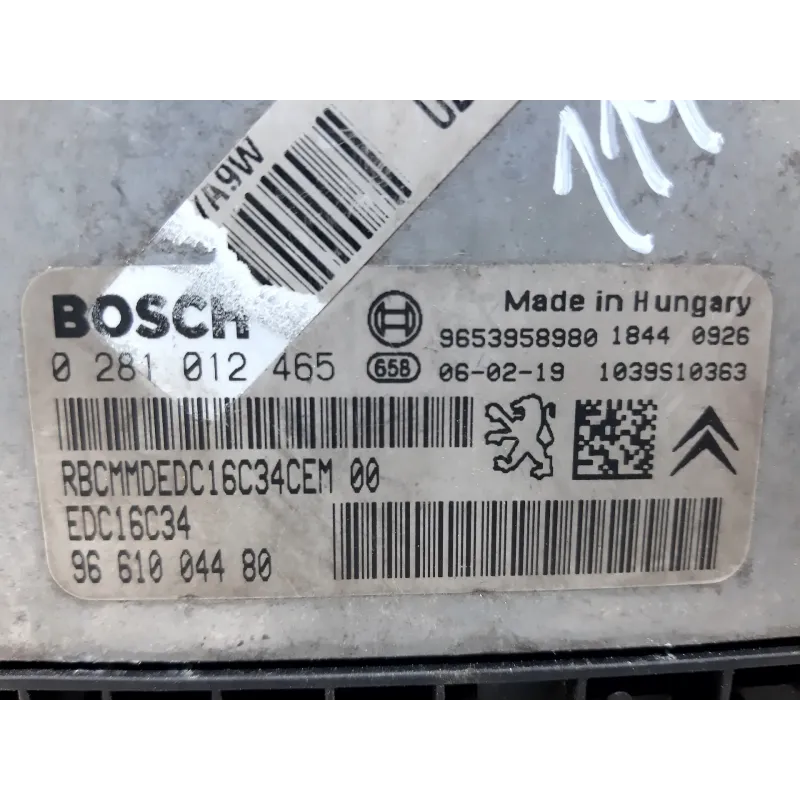 /A9W
11
BOSCH
Made in Hungary
9653958980 1844 0926
0 281 012 465
658
06-02-19 1039S10363
RBCMMDEDC16C34CEM 00
EDC16C34
96 610 044 80